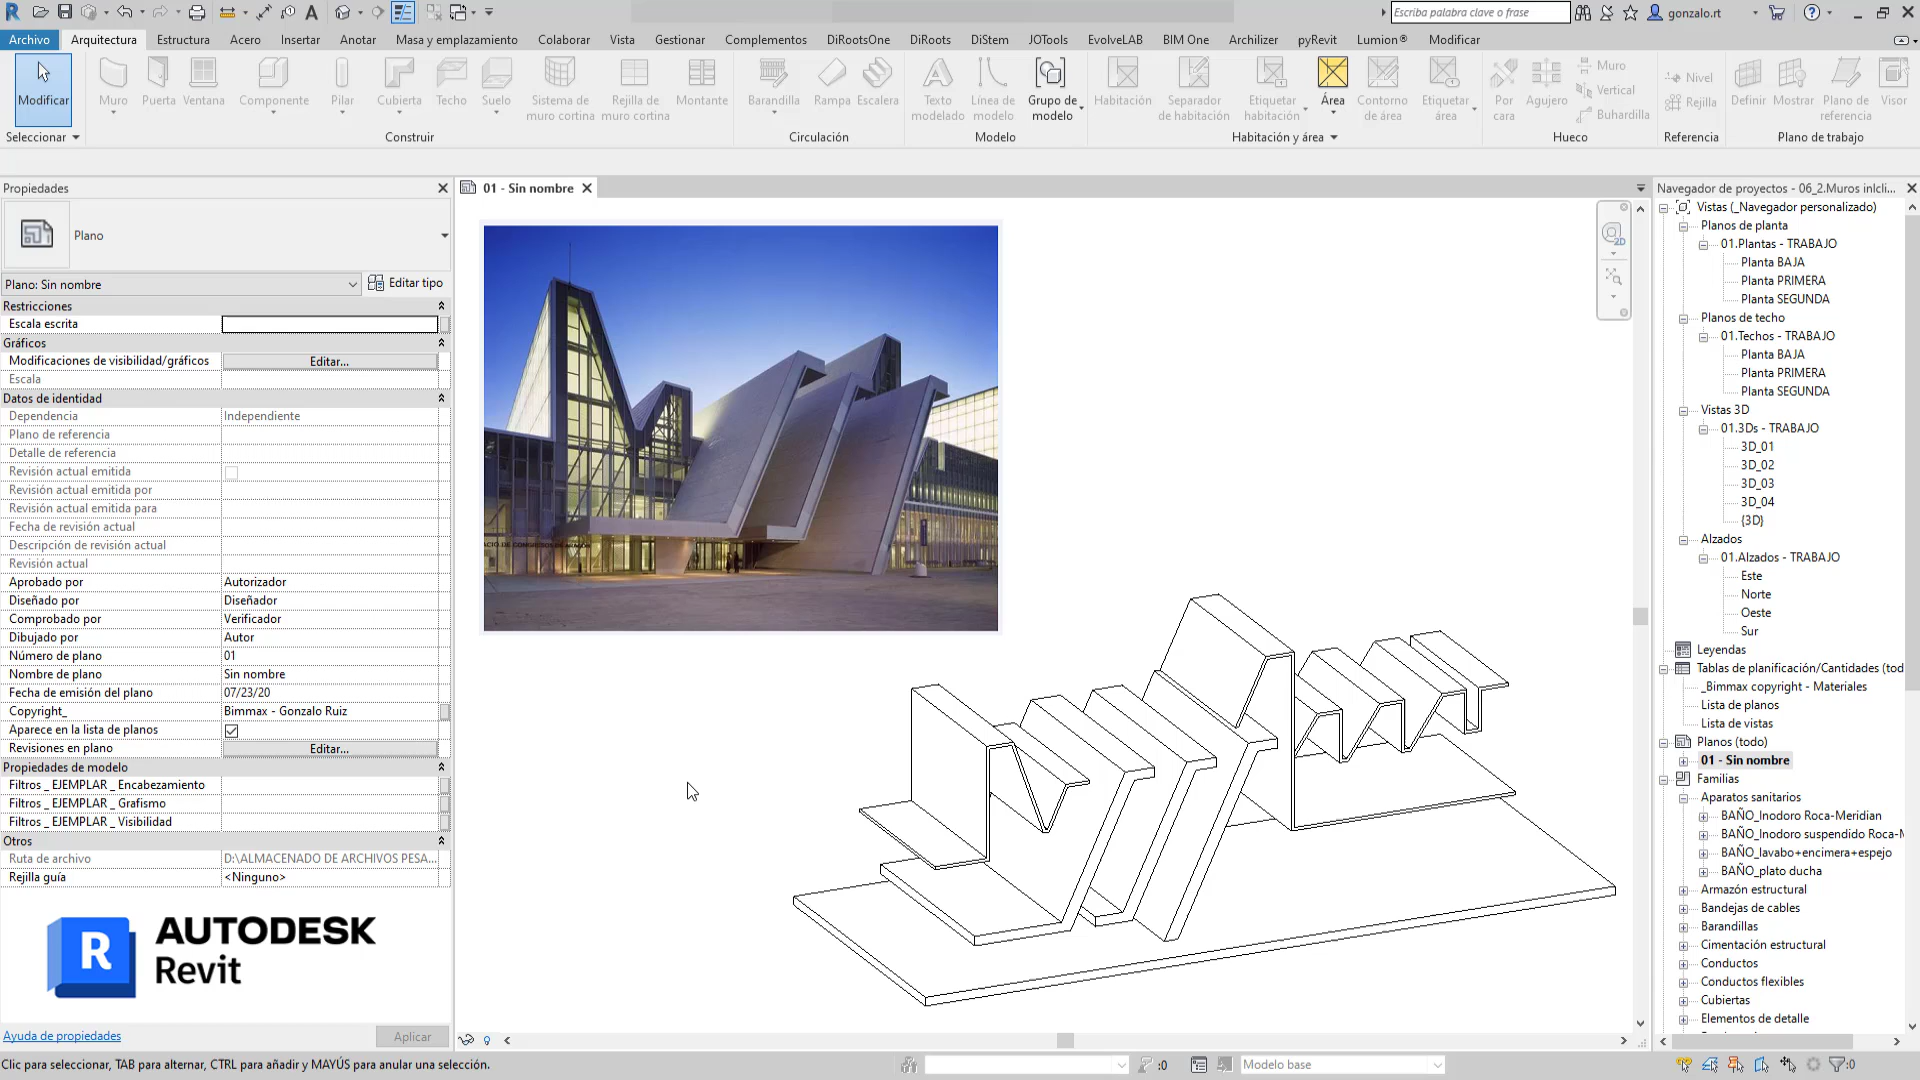 Escriba palabra clave o frase
gonzalo.rt
Archivo Arquitectura Estructura Acero Insertar Anotar Masa y emplazamiento Colaborar Vista Gestionar Complementos DiRootsOne DiRoots DiStem JOTools EvolveLAB BIM One Archilizer pyRevit Lumion® Modificar
Modificar
Muro
Puerta
Ventana
Componente
Pilar
Cubierta
Techo
Suelo
Sistema de
muro cortina
Rejilla de
muro cortina
Montante
Barandilla
Rampa
Escalera
Texto
modelado
Línea de
modelo
Grupo de
modelo
Habitación
Separador
de habitación
Etiquetar
habitación
Área
Contorno
de área
Etiquetar
área
Por
cara
Agujero
Muro
Vertical
Buhardilla
Nivel
Rejilla
Definir
Mostrar
Plano de
referencia
Visor
Seleccionar
Construir
Circulación
Modelo
Habitación y área
Hueco
Referencia
Plano de trabajo
Propiedades
Plano
Plano: Sin nombre
Editar tipo
Restricciones
Escala escrita
Gráficos
Modificaciones de visibilidad/gráficos Editar...
Escala
Datos de identidad
Dependencia Independiente
Plano de referencia
Detalle de referencia
Revisión actual emitida
Revisión actual emitida por
Revisión actual emitida para
Fecha de revisión actual
Descripción de revisión actual
Revisión actual
Aprobado por Autorizador
Diseñado por Diseñador
Comprobado por Verificador
Dibujado por Autor
Número de plano 01
Nombre de plano Sin nombre
Fecha de emisión del plano 07/23/20
Copyright_ Bimmax - Gonzalo Ruiz
Aparece en la lista de planos
Revisiones en plano Editar...
Propiedades de modelo
Filtros _ EJEMPLAR _ Encabezamiento
Filtros _ EJEMPLAR _ Grafismo
Filtros _ EJEMPLAR _ Visibilidad
Otros
Ruta de archivo D:\ALMACENADO DE ARCHIVOS PESA...
Rejilla guía <Ninguno>
R
AUTODESK
Revit
Ayuda de propiedades
Aplicar
01 - Sin nombre
2D
Navegador de proyectos - 06_2.Muros inlcli...
Vistas (_Navegador personalizado)
Planos de planta
01.Plantas - TRABAJO
Planta BAJA
Planta PRIMERA
Planta SEGUNDA
Planos de techo
01.Techos - TRABAJO
Planta BAJA
Planta PRIMERA
Planta SEGUNDA
Vistas 3D
01.3Ds - TRABAJO
3D_01
3D_02
3D_03
3D_04
{3D}
Alzados
01.Alzados - TRABAJO
Este
Norte
Oeste
Sur
Leyendas
Tablas de planificación/Cantidades (tod
_Bimmax copyright - Materiales
Lista de planos
Lista de vistas
Planos (todo)
01 - Sin nombre
Familias
Aparatos sanitarios
BAÑO_Inodoro Roca-Meridian
BAÑO_Inodoro suspendido Roca-M
BAÑO_lavabo+encimera+espejo
BAÑO_plato ducha
Armazón estructural
Bandejas de cables
Barandillas
Cimentación estructural
Conductos
Conductos flexibles
Cubiertas
Elementos de detalle
Clic para seleccionar, TAB para alternar, CTRL para añadir y MAYÚS para anular una selección.
:0
Modelo base
:0